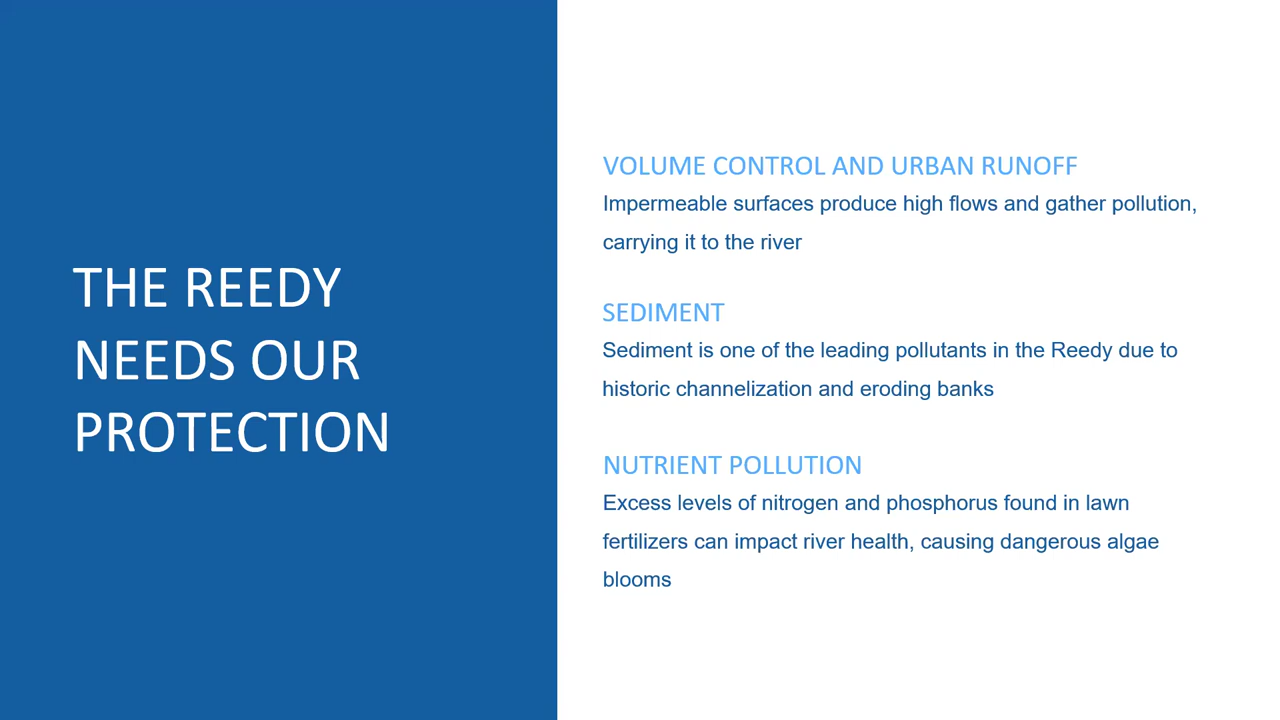 THE REEDY
NEEDS OUR
PROTECTION
VOLUME CONTROL AND URBAN RUNOFF
Impermeable surfaces produce high flows and gather pollution,
carrying it to the river
SEDIMENT
Sediment is one of the leading pollutants in the Reedy due to
historic channelization and eroding banks
NUTRIENT POLLUTION
Excess levels of nitrogen and phosphorus found in lawn
fertilizers can impact river health, causing dangerous algae
blooms